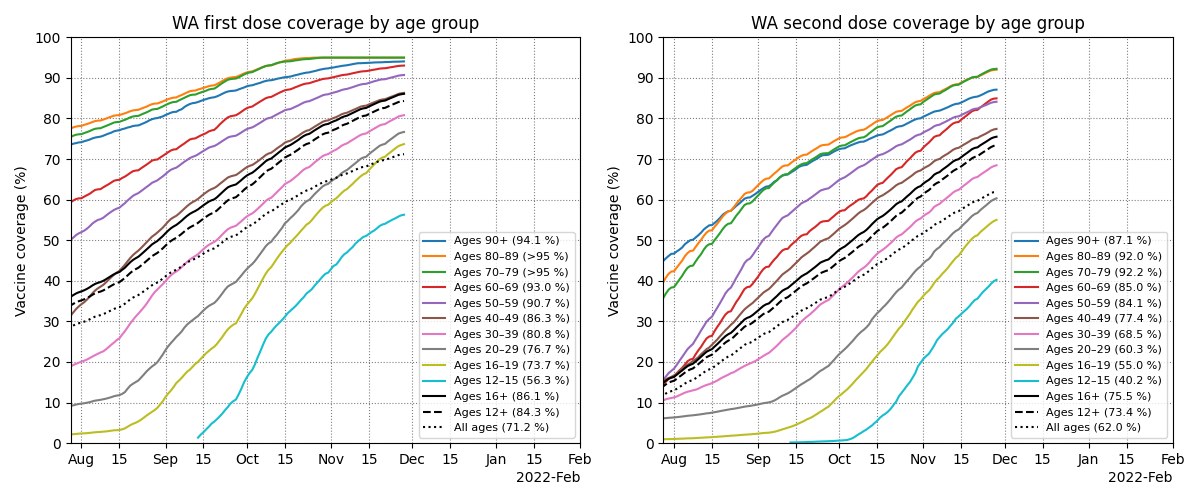 WA first dose coverage by age group
Vaccine coverage (%)
100
90
80
70
60
50
40
30
20
10
0
Ages 90+ (94.1 %)
Ages 80–89 (>95 %)
Ages 70–79 (>95 %)
Ages 60–69 (93.0 %)
Ages 50–59 (90.7 %)
Ages 40–49 (86.3 %)
Ages 30–39 (80.8 %)
Ages 20–29 (76.7 %)
Ages 16–19 (73.7 %)
Ages 12–15 (56.3 %)
Ages 16+ (86.1 %)
Ages 12+ (84.3 %)
All ages (71.2 %)
Aug 15 Sep 15 Oct 15 Nov 15 Dec 15 Jan 15 Feb
2022-Feb
WA second dose coverage by age group
Vaccine coverage (%)
100
90
80
70
60
50
40
30
20
10
0
Ages 90+ (87.1 %)
Ages 80–89 (92.0 %)
Ages 70–79 (92.2 %)
Ages 60–69 (85.0 %)
Ages 50–59 (84.1 %)
Ages 40–49 (77.4 %)
Ages 30–39 (68.5 %)
Ages 20–29 (60.3 %)
Ages 16–19 (55.0 %)
Ages 12–15 (40.2 %)
Ages 16+ (75.5 %)
Ages 12+ (73.4 %)
All ages (62.0 %)
Aug 15 Sep 15 Oct 15 Nov 15 Dec 15 Jan 15 Feb
2022-Feb